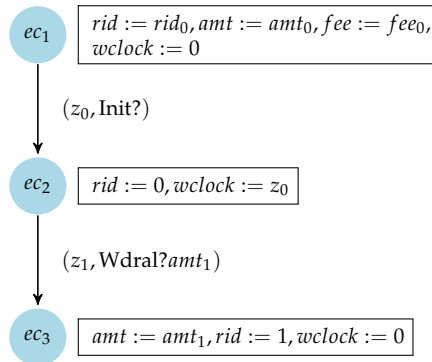 ec₁
rid := rid₀, amt := amt₀, fee := fee₀,
wclock := 0
(z₀, Init?)
ec₂
rid := 0, wclock := z₀
(z₁, Wdral?amt₁)
ec₃
amt := amt₁, rid := 1, wclock := 0